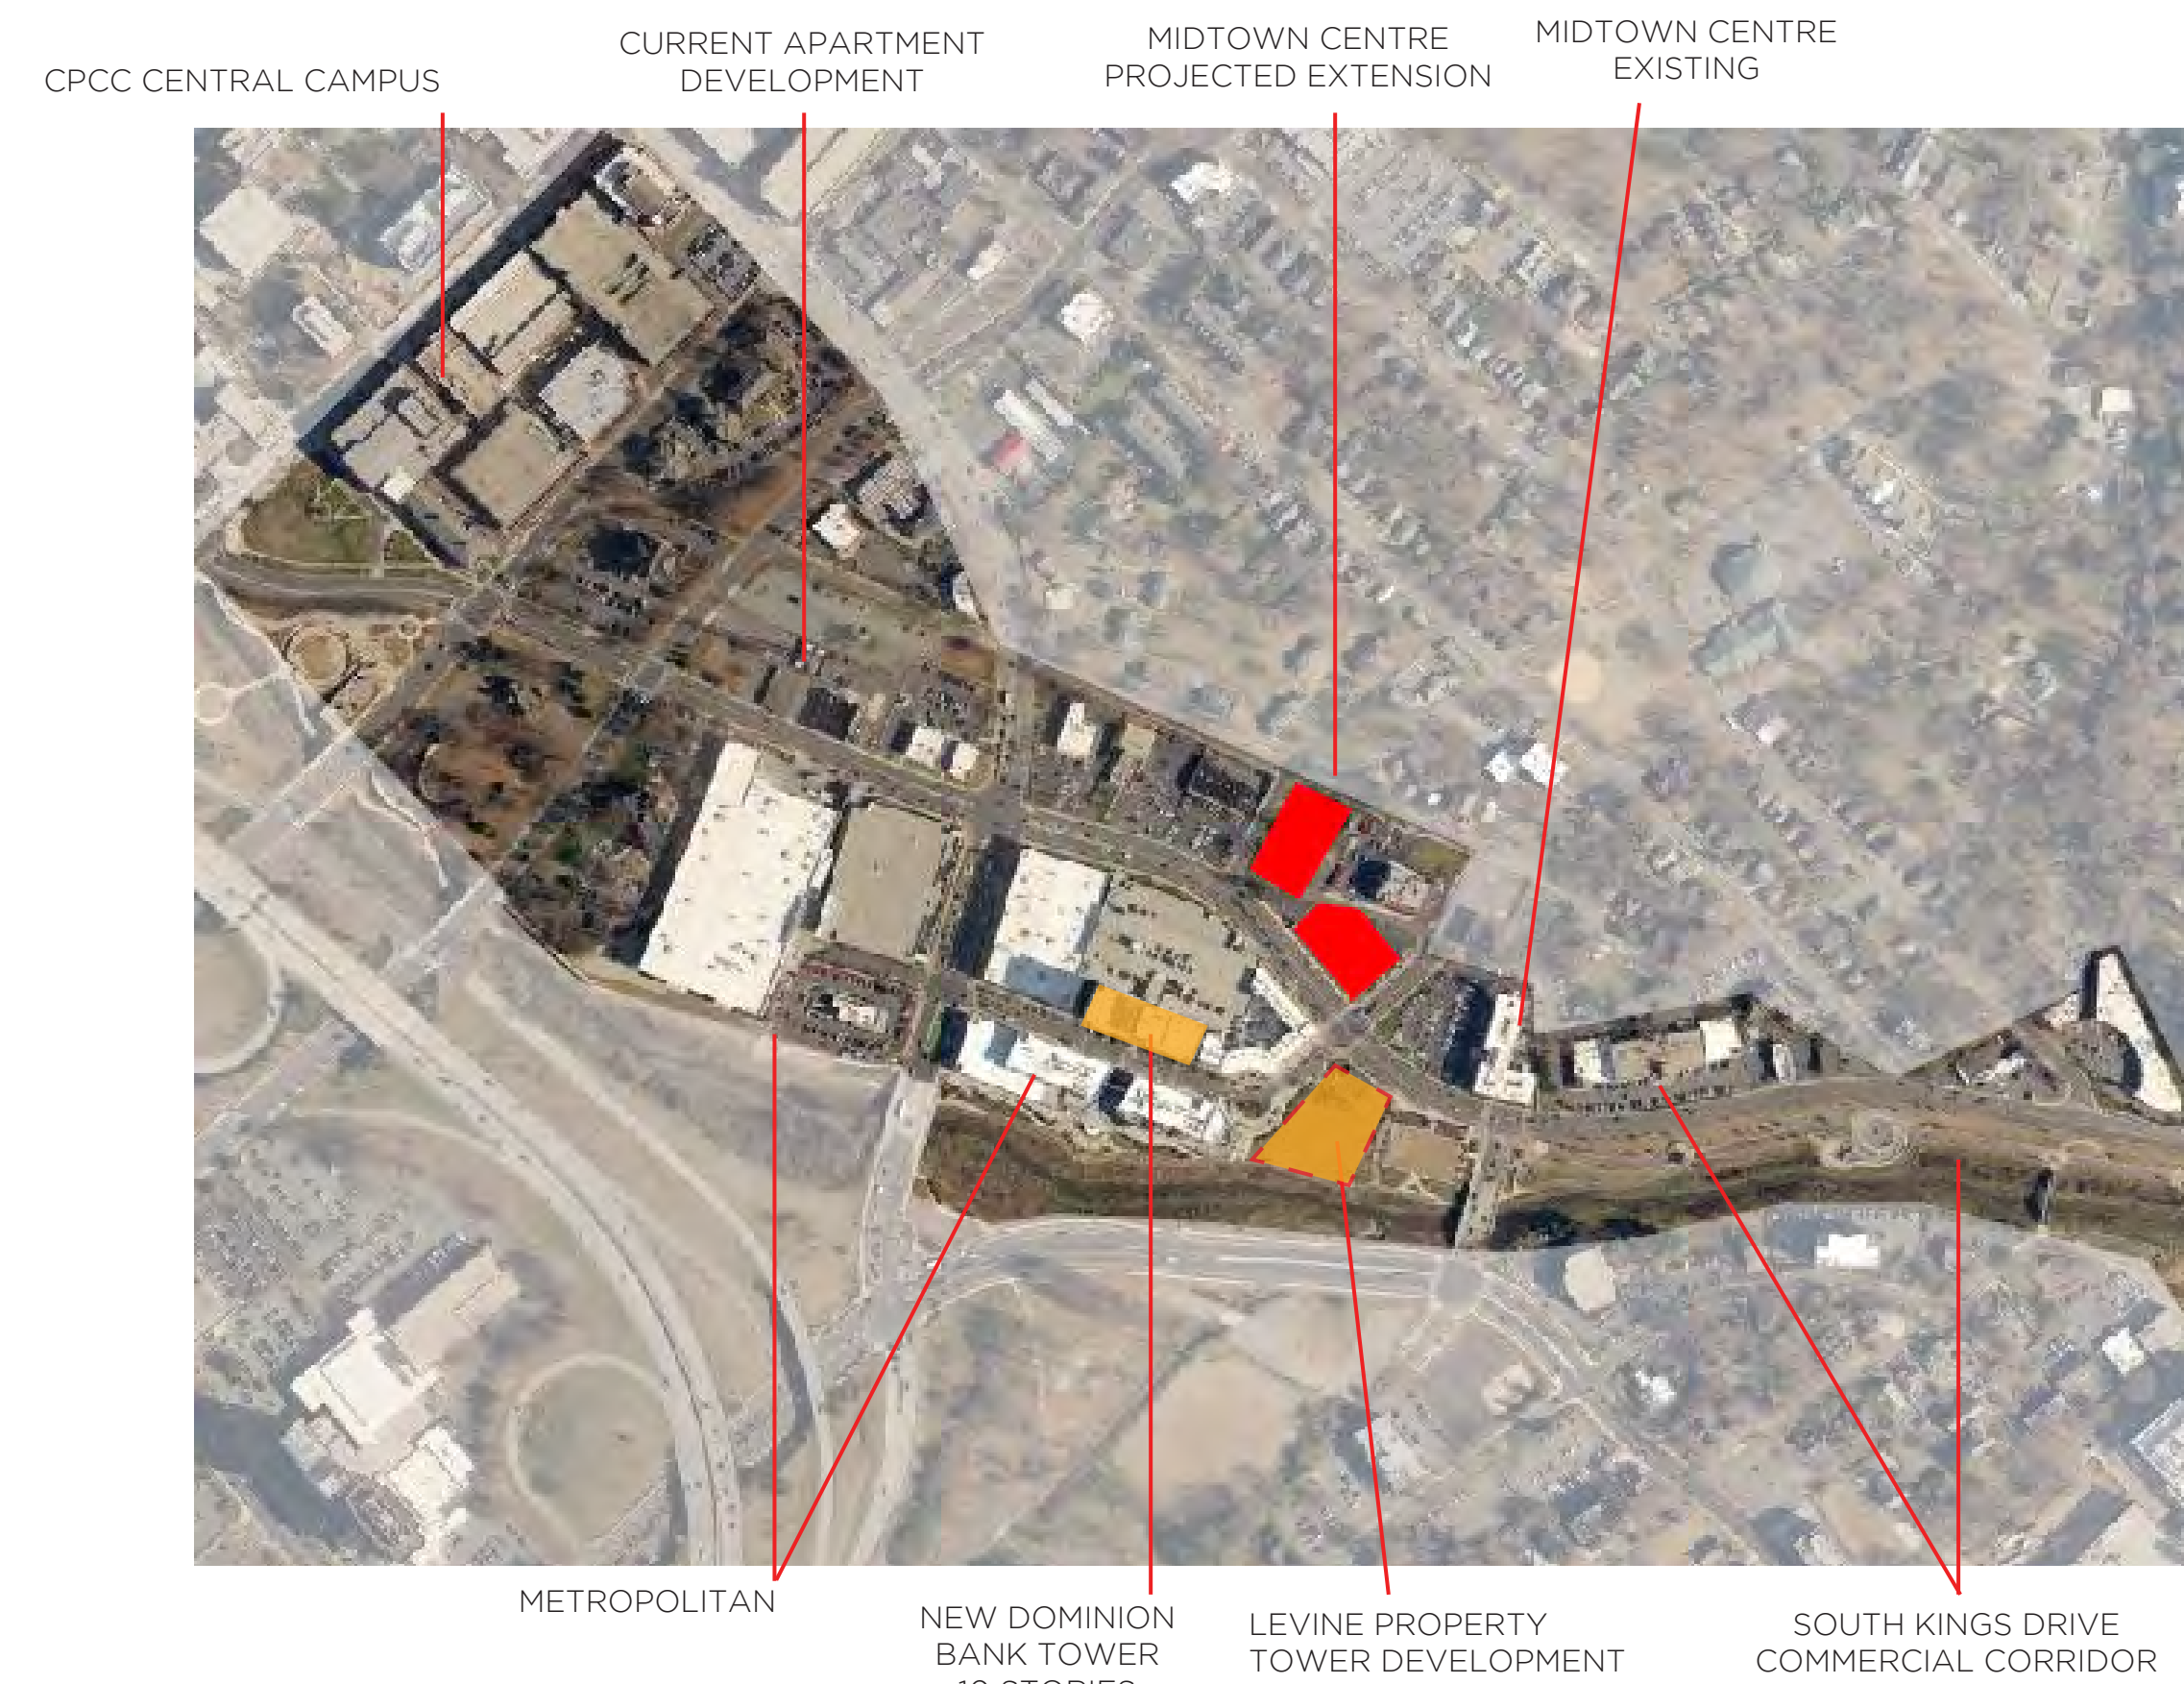 CPCC CENTRAL CAMPUS
CURRENT APARTMENT
DEVELOPMENT
MIDTOWN CENTRE
PROJECTED EXTENSION
MIDTOWN CENTRE
EXISTING
METROPOLITAN
NEW DOMINION
BANK TOWER
LEVINE PROPERTY
TOWER DEVELOPMENT
SOUTH KINGS DRIVE
COMMERCIAL CORRIDOR